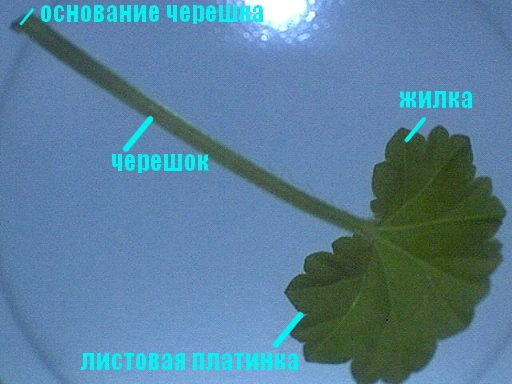 основание черешка
жилка
черешок
листовая платинка